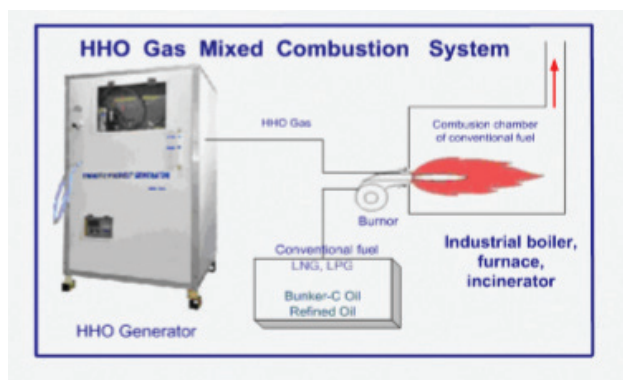 HHO Gas Mixed Combustion System
HHO Gas
Combusion chamber
of conventional fuel
Burnor
Conventional fuel
LNG, LPG
Bunker-C Oil
Refined Oil
Industrial boiler,
furnace,
incinerator
HHO Generator